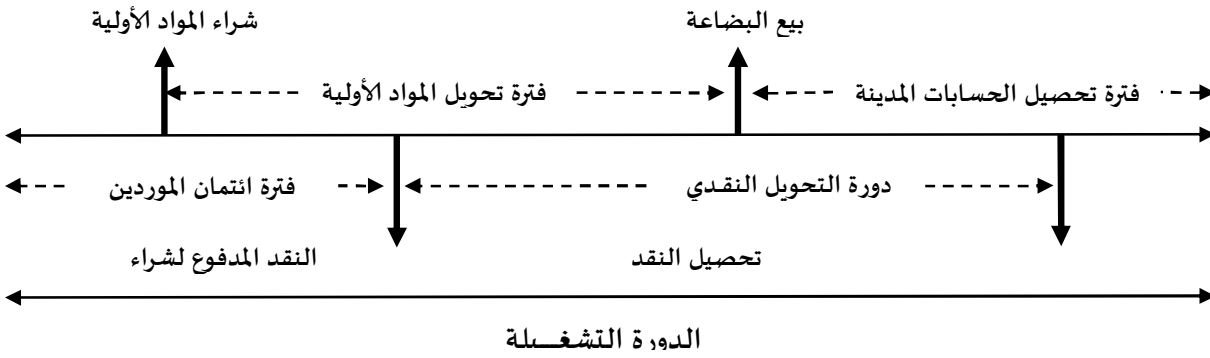 شراء المواد الأولية
بيع البضاعة
فترة تحويل المواد الأولية
فترة تحصيل الحسابات المدينة
فترة ائتمان الموردين
دورة التحويل النقدي
النقد المدفوع لشراء
تحصيل النقد
الدورة التشغـــيلة